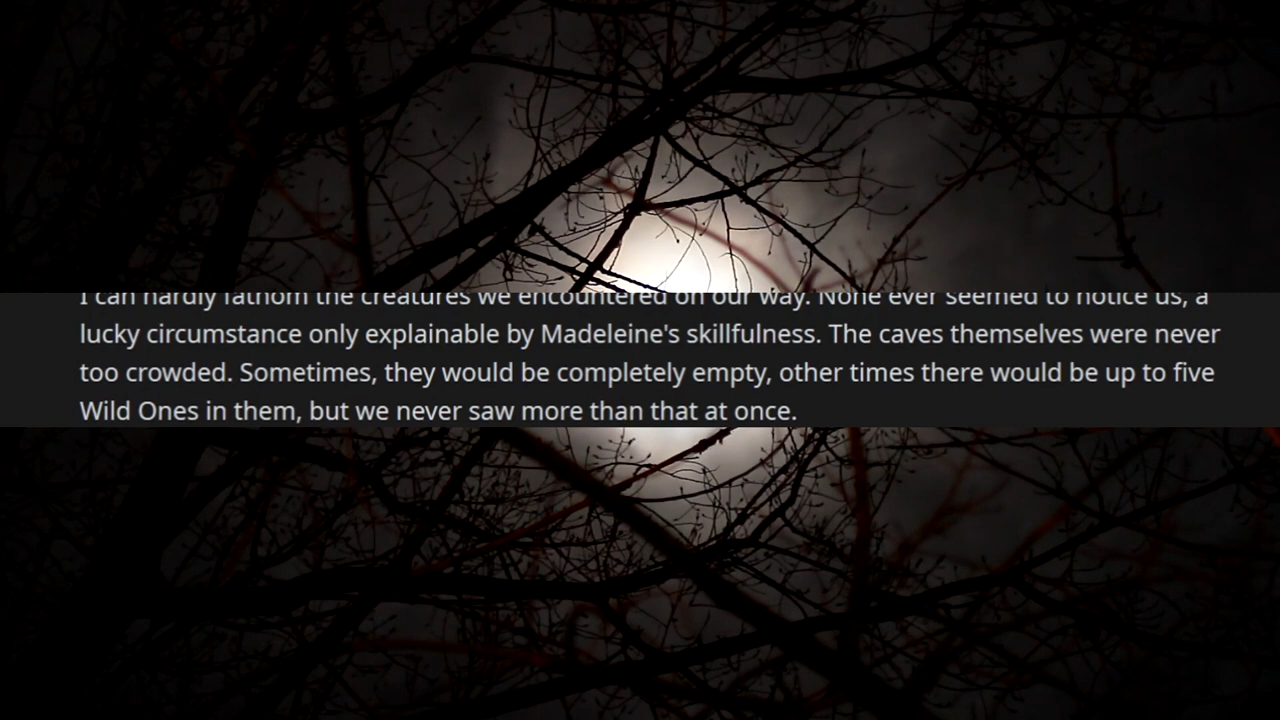 I can hardly fathom the creatures we encountered on our way. None ever seemed to notice us, a
lucky circumstance only explainable by Madeleine's skillfulness. The caves themselves were never
too crowded. Sometimes, they would be completely empty, other times there would be up to five
Wild Ones in them, but we never saw more than that at once.